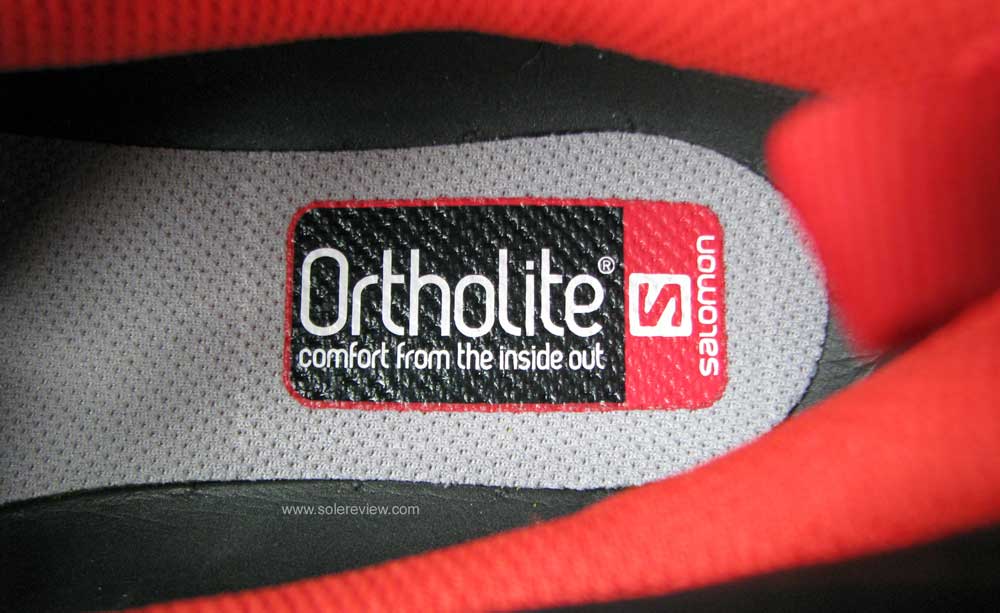 Ortholite®
comfort from the inside out
S
salomon
www.solereview.com